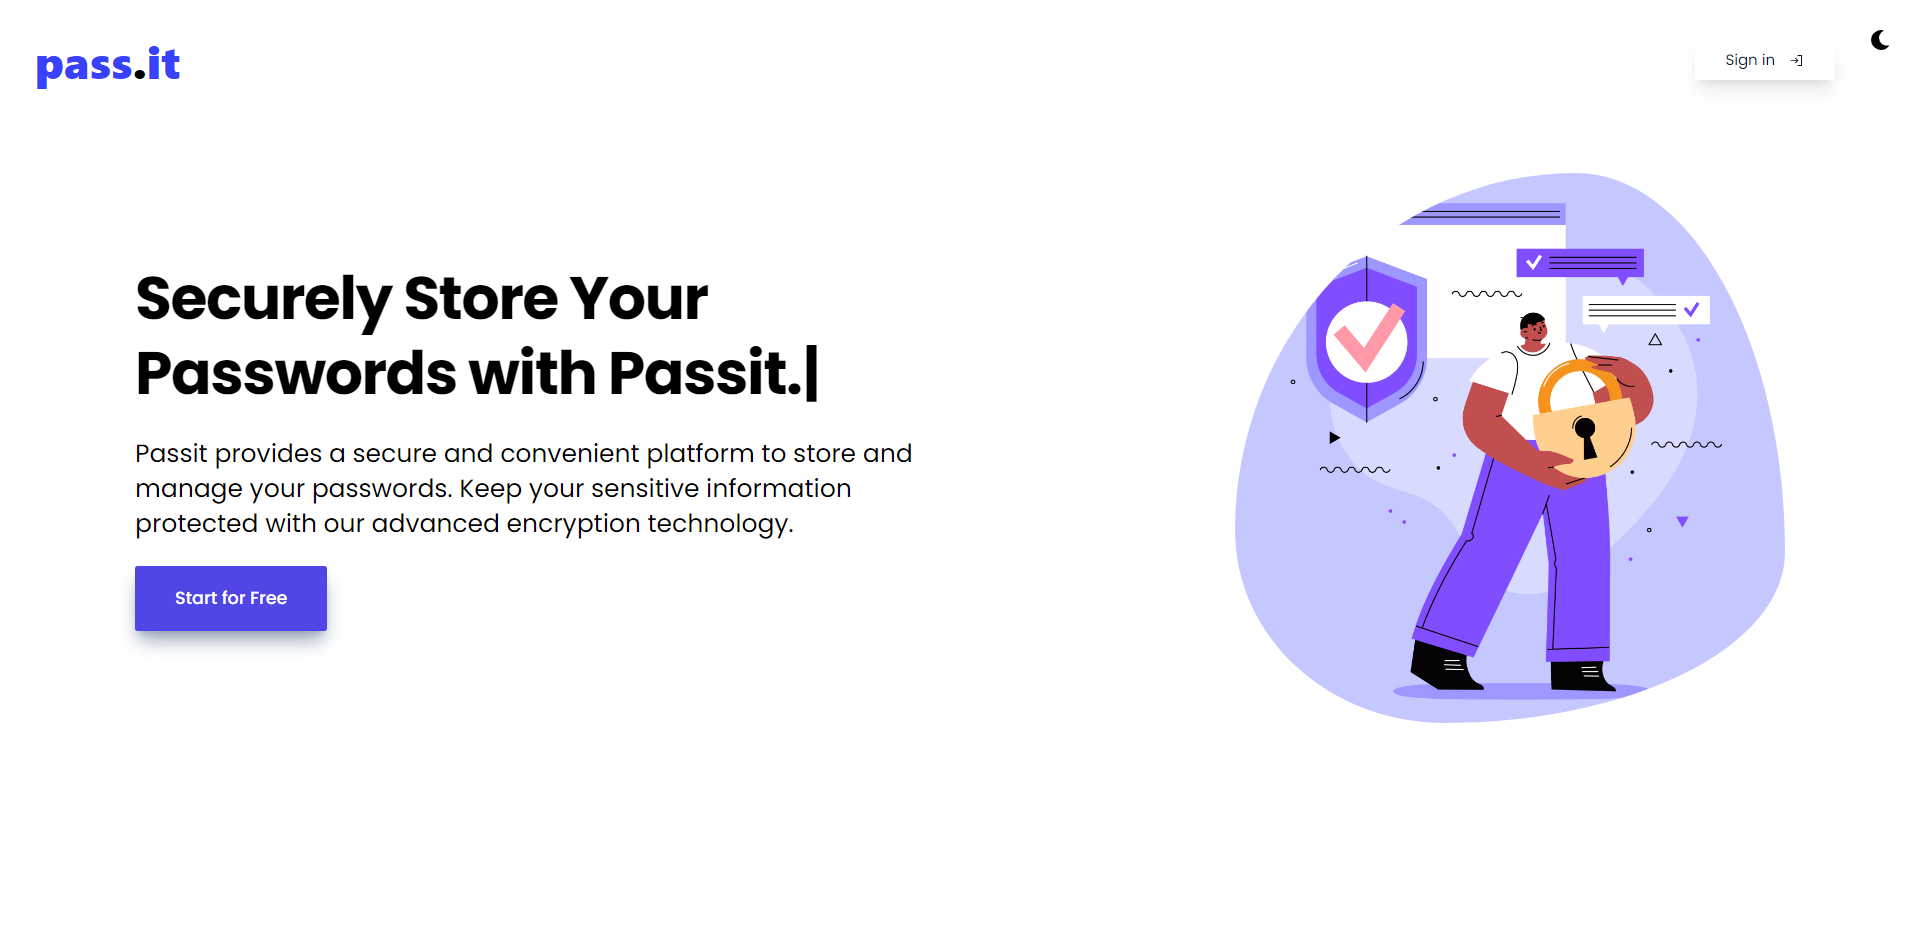 pass.it
Sign in
Securely Store Your
Passwords with Passit.|
Passit provides a secure and convenient platform to store and
manage your passwords. Keep your sensitive information
protected with our advanced encryption technology.
Start for Free